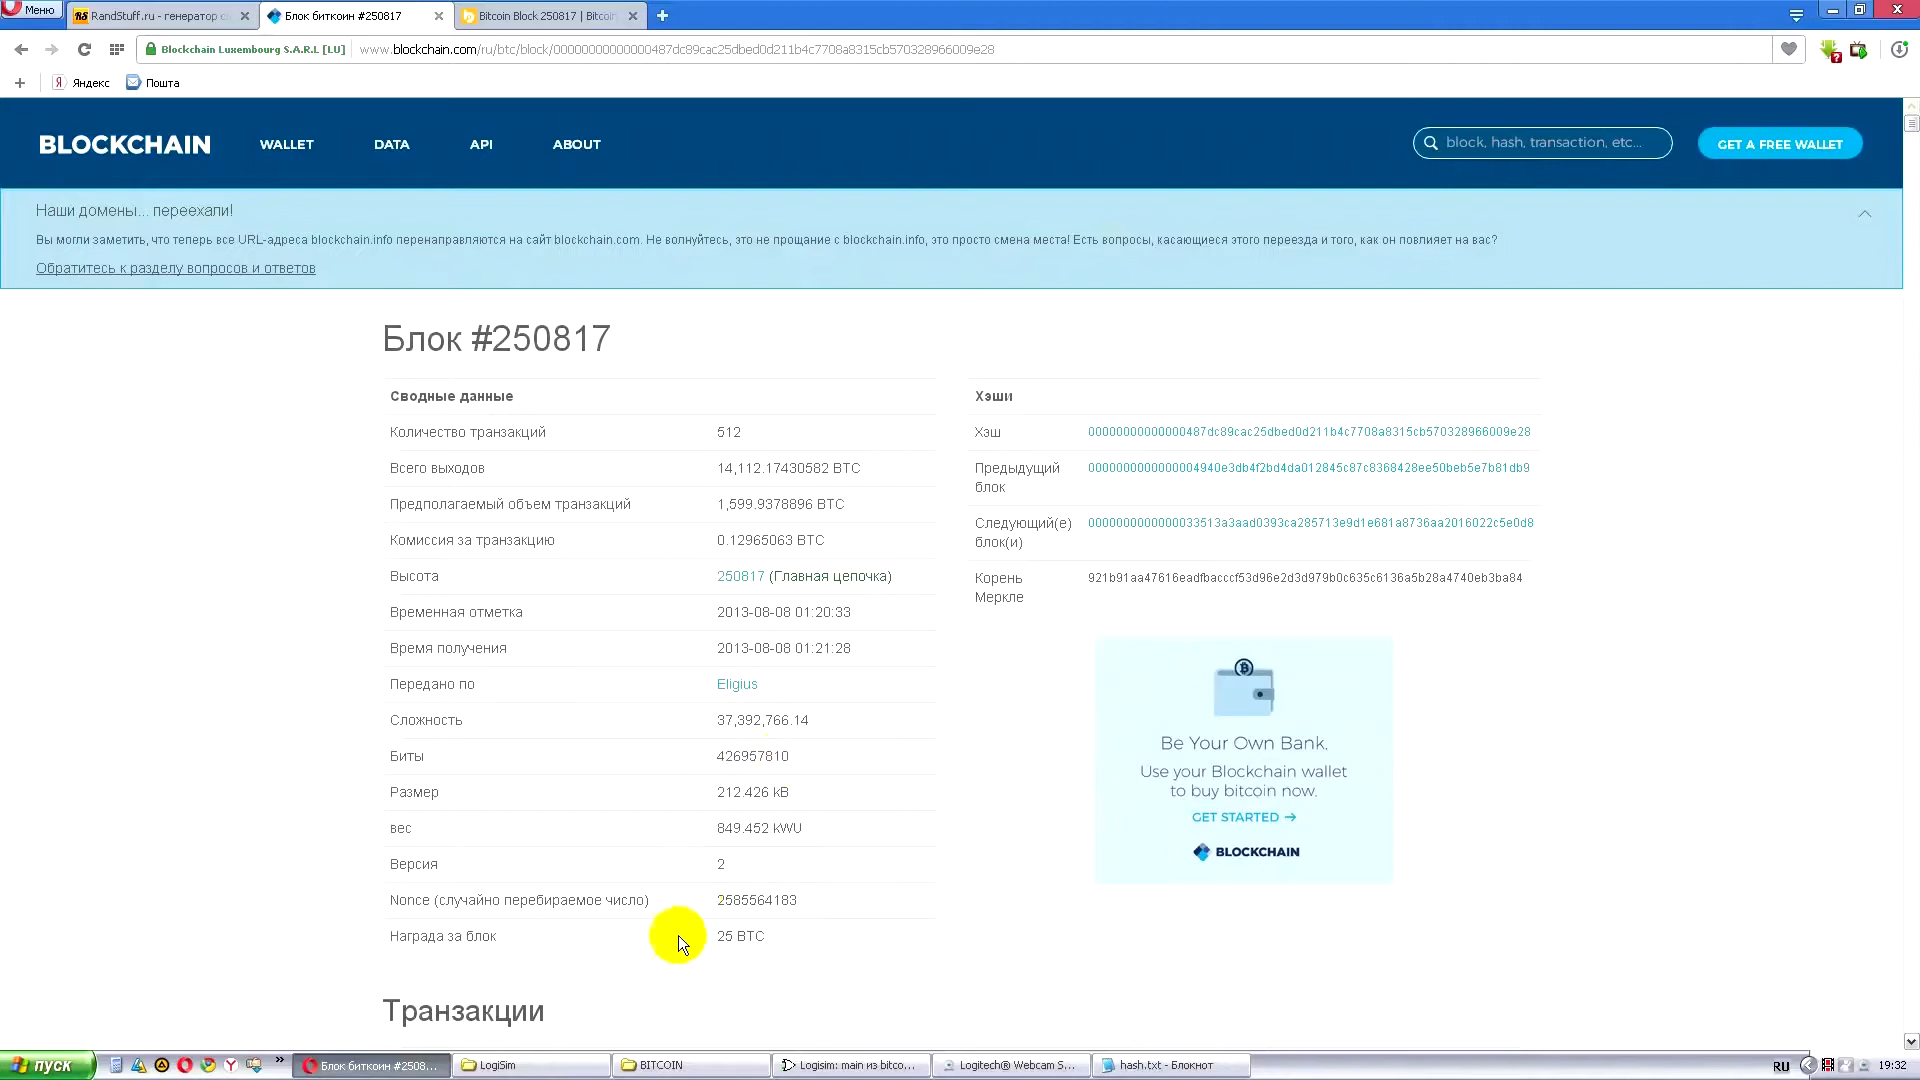 Меню
RandStuff.ru - генератор
Блок биткоин #250817
Bitcoin Block 250817 | Bitcoin
Blockchain Luxembourg S.A.R.L [LU]
www.blockchain.com/ru/btc/block/00000000000000487dc89cac25dbed0d211b4c7708a8315cb570328966009e28
Яндекс
Почта
BLOCKCHAIN
WALLET
DATA
API
ABOUT
block, hash, transaction, etc...
GET A FREE WALLET
Наши домены... переехали!
Вы могли заметить, что теперь все URL-адреса blockchain.info перенаправляются на сайт blockchain.com. Не волнуйтесь, это не прощание с blockchain.info, это просто смена места! Есть вопросы, касающиеся этого переезда и того, как он повлияет на вас?
Обратитесь к разделу вопросов и ответов
Блок #250817
Сводные данные
Количество транзакций 512
Всего выходов 14,112.17430582 BTC
Предполагаемый объем транзакций 1,599.9378896 BTC
Комиссия за транзакцию 0.12965063 BTC
Высота 250817 (Главная цепочка)
Временная отметка 2013-08-08 01:20:33
Время получения 2013-08-08 01:21:28
Передано по Eligius
Сложность 37,392,766.14
Биты 426957810
Размер 212.426 kB
вес 849.452 kWU
Версия 2
Nonce (случайно перебираемое число) 2585564183
Награда за блок 25 BTC
Хэши
Хэш 00000000000000487dc89cac25dbed0d211b4c7708a8315cb570328966009e28
Предыдущий 0000000000000004940e3db4f2bd4da012845c87c8368428ee50beb5e7b81db9
блок
Следующий(е) 0000000000000033513a3aad0393ca285713e9d1e681a8736aa2016022c5e0d8
блок(и)
Корень 921b91aa47616eadfbacccf53d96e2d3d979b0c635c6136a5b28a4740eb3ba84
Меркле
Be Your Own Bank.
Use your Blockchain wallet
to buy bitcoin now.
GET STARTED →
BLOCKCHAIN
Транзакции
пуск
Блок биткоин #2508...
LogiSim
BITCOIN
Logisim: main из bitco...
Logitech® Webcam S...
hash.txt - Блокнот
RU
19:32